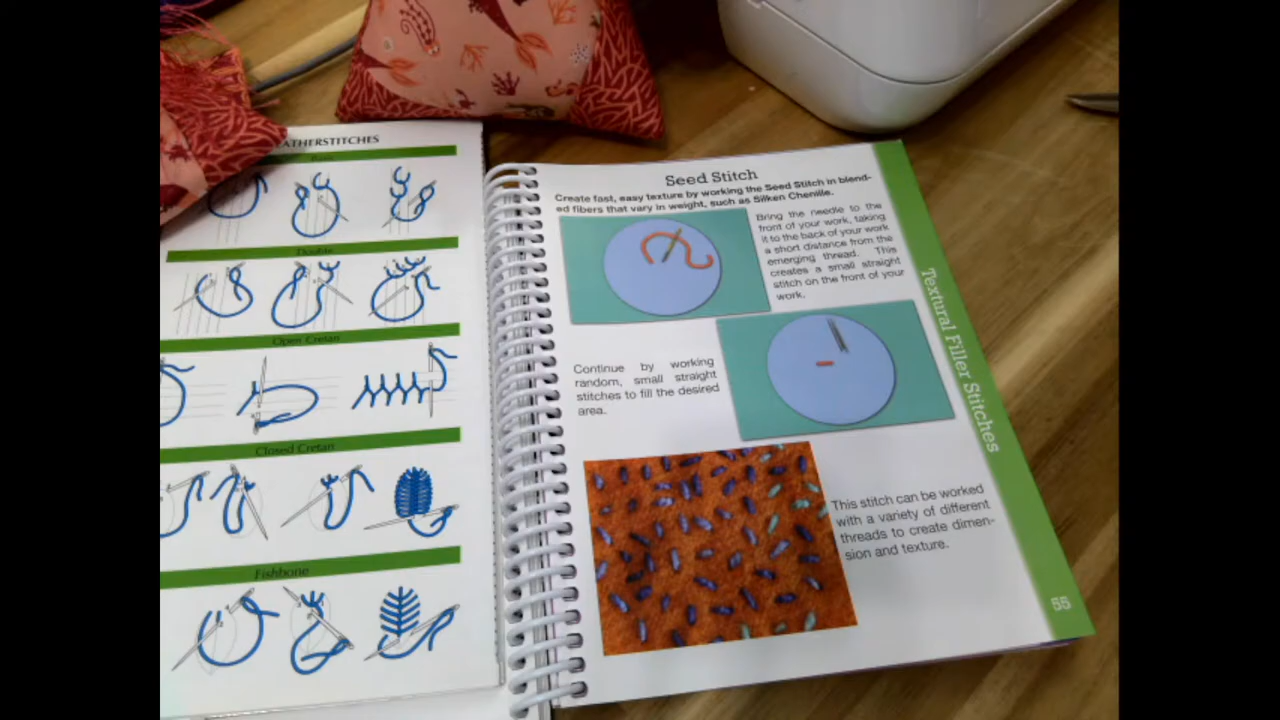 ATHERSTITCHES
Double
Open Cretan
Closed Cretan
Fishbone
Seed Stitch
Create fast, easy texture by working the Seed Stitch in blend-
ed fibers that vary in weight, such as Silken Chenille.
Bring the needle to the
front of your work, taking
it to the back of your work
a short distance from the
emerging thread. This
creates a small straight
stitch on the front of your
work.
Continue by working
random, small straight
stitches to fill the desired
area.
This stitch can be worked
with a variety of different
threads to create dimen-
sion and texture.
Textural Filler Stitches
55